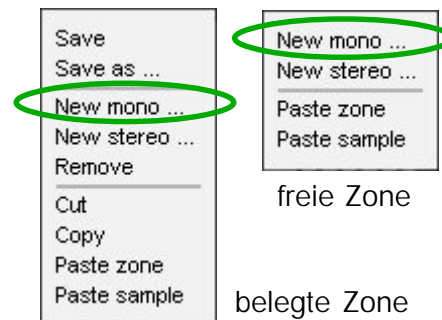 Save
Save as ...
New mono ...
New stereo ...
Remove
Cut
Copy
Paste zone
Paste sample
belegte Zone
New mono ...
New stereo ...
Paste zone
Paste sample
freie Zone